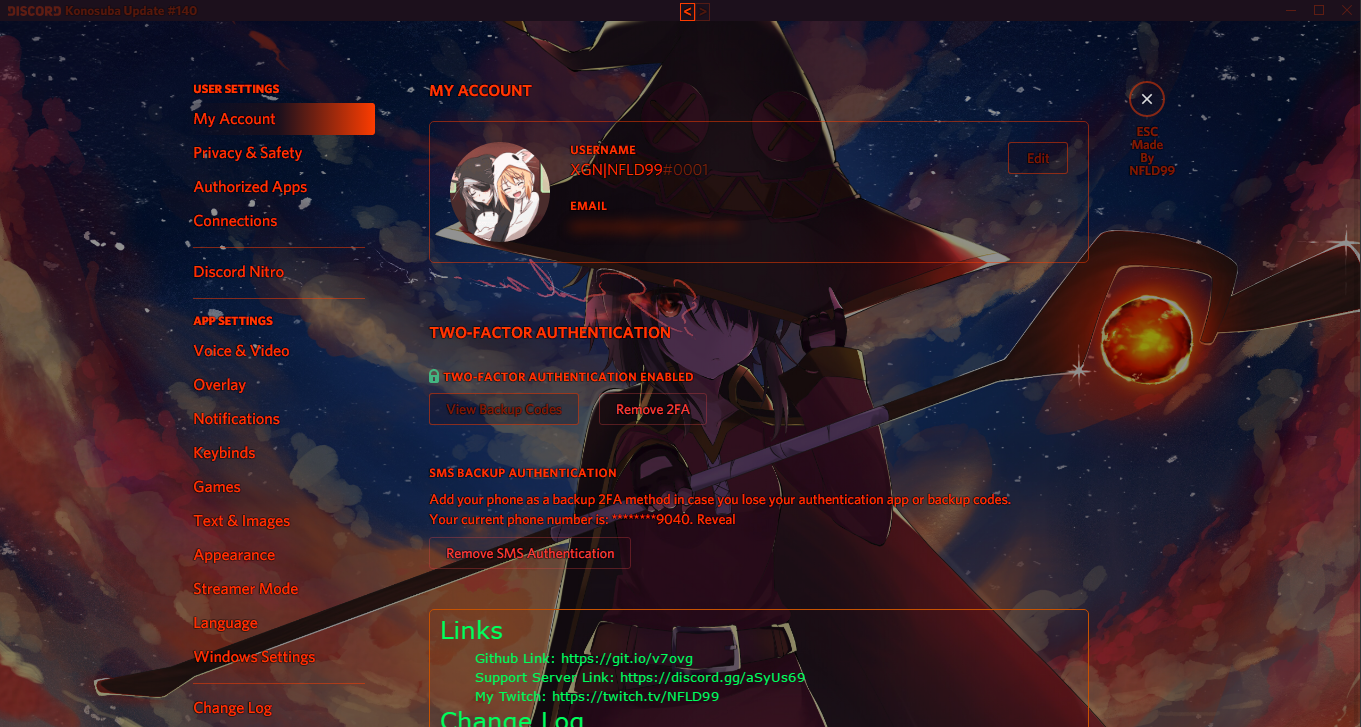 DISCORD Konosuba Update #140
< >
USER SETTINGS
My Account
Privacy & Safety
Authorized Apps
Connections
Discord Nitro
APP SETTINGS
Voice & Video
Overlay
Notifications
Keybinds
Games
Text & Images
Appearance
Streamer Mode
Language
Windows Settings
Change Log
MY ACCOUNT
USERNAME
XGN|NFLD99#0001
Edit
EMAIL
TWO-FACTOR AUTHENTICATION
TWO-FACTOR AUTHENTICATION ENABLED
View Backup Codes
Remove 2FA
SMS BACKUP AUTHENTICATION
Add your phone as a backup 2FA method in case you lose your authentication app or backup codes.
Your current phone number is: ********9040. Reveal
Remove SMS Authentication
Links
Github Link: https://git.io/v7ovg
Support Server Link: https://discord.gg/aSyUs69
My Twitch: https://twitch.tv/NFLD99
Change Log
ESC
Made
By
NFLD99